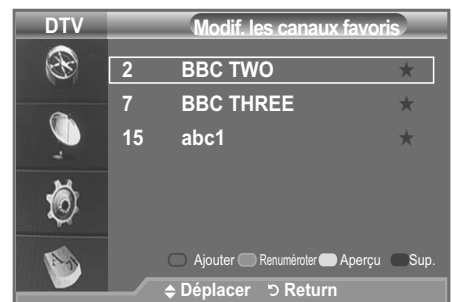 DTV
Modif. les canaux favoris
2 BBC TWO ★
7 BBC THREE ★
15 abc1 ★
Ajouter Renuméroter Aperçu Sup.
Déplacer Return